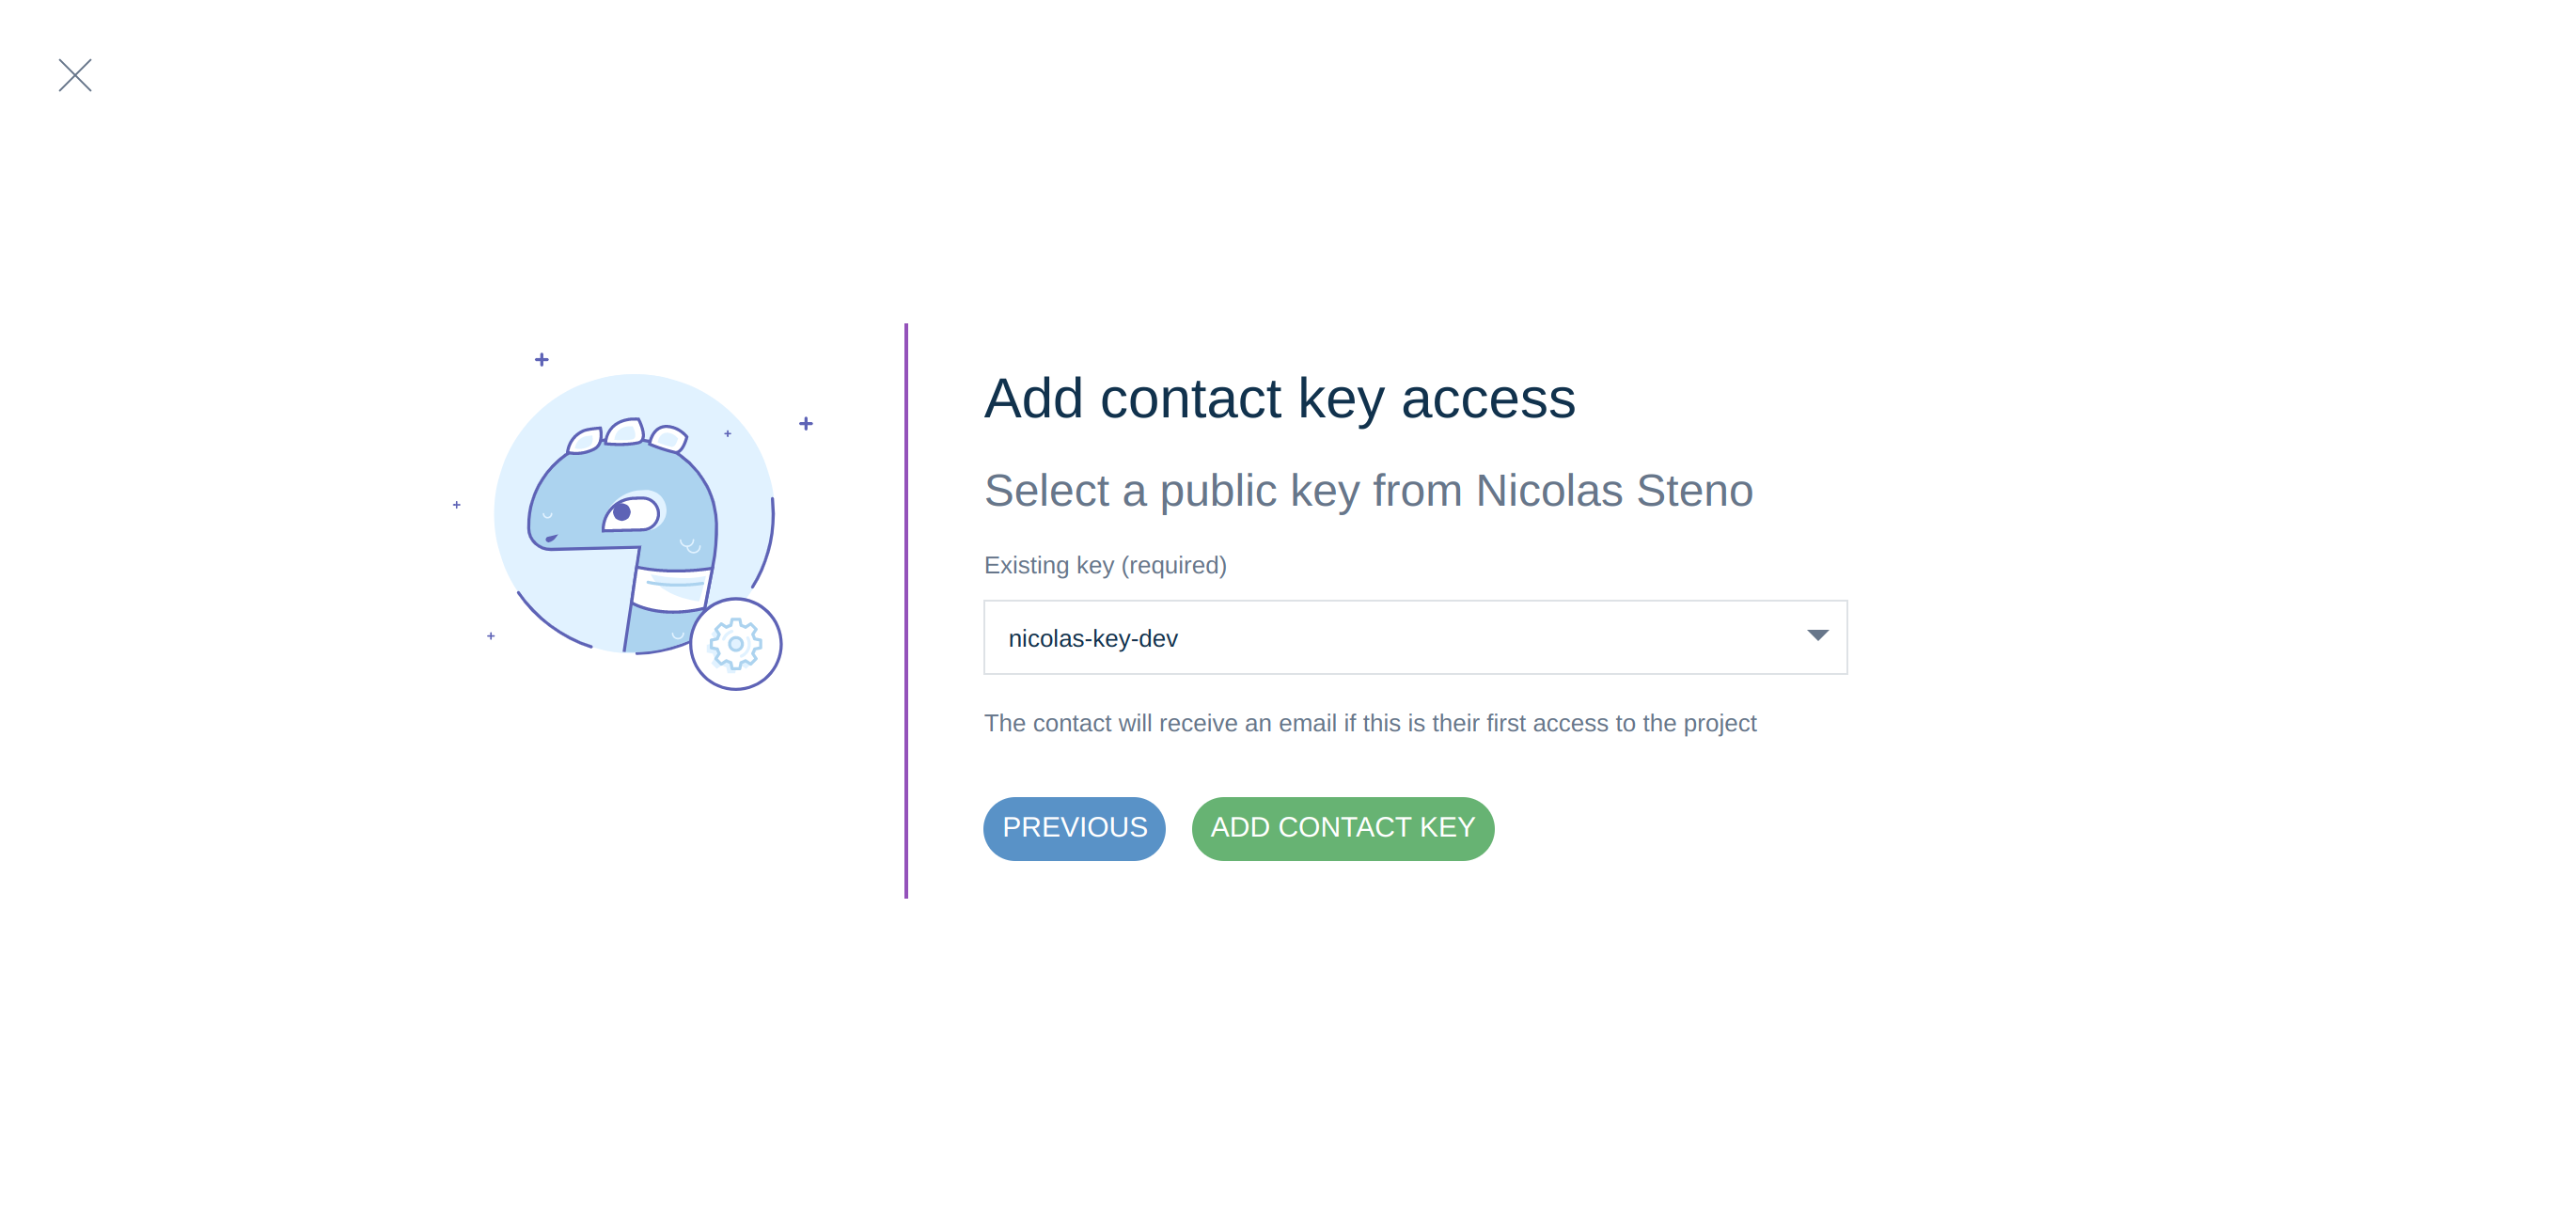 Add contact key access
Select a public key from Nicolas Steno
Existing key (required)
nicolas-key-dev
The contact will receive an email if this is their first access to the project
PREVIOUS
ADD CONTACT KEY